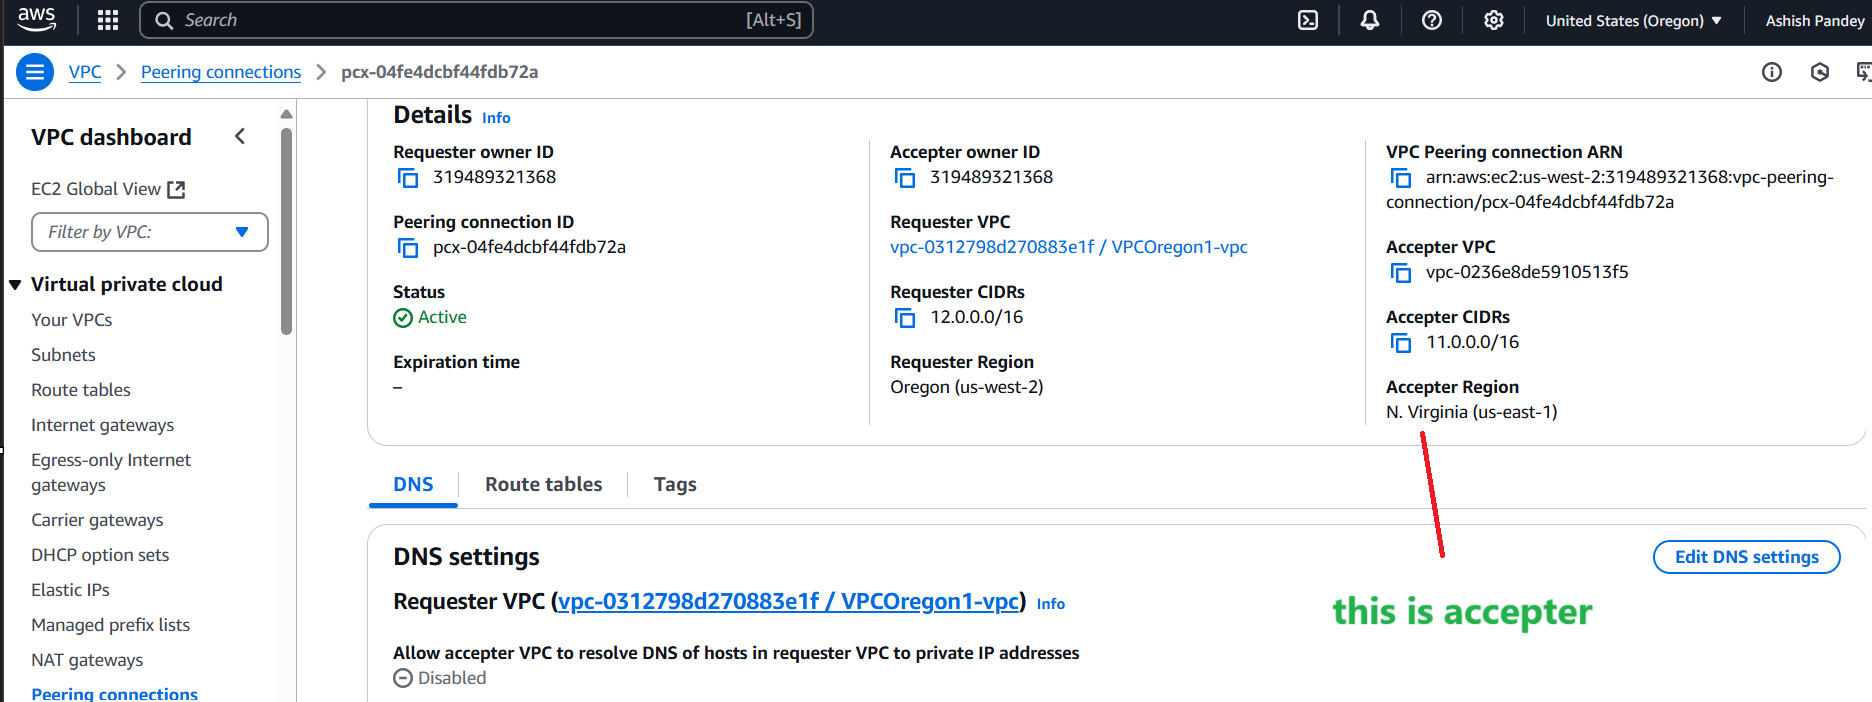 aws
Search
[Alt+S]
United States (Oregon)
Ashish Pandey
VPC
Peering connections
pcx-04fe4dcbf44fdb72a
VPC dashboard
EC2 Global View
Filter by VPC:
Virtual private cloud
Your VPCs
Subnets
Route tables
Internet gateways
Egress-only Internet
gateways
Carrier gateways
DHCP option sets
Elastic IPs
Managed prefix lists
NAT gateways
Peering connections
Details Info
Requester owner ID
319489321368
Peering connection ID
pcx-04fe4dcbf44fdb72a
Status
Active
Expiration time
–
Accepter owner ID
319489321368
Requester VPC
vpc-0312798d270883e1f / VPCOregon1-vpc
Requester CIDRs
12.0.0.0/16
Requester Region
Oregon (us-west-2)
VPC Peering connection ARN
arn:aws:ec2:us-west-2:319489321368:vpc-peering-
connection/pcx-04fe4dcbf44fdb72a
Accepter VPC
vpc-0236e8de5910513f5
Accepter CIDRs
11.0.0.0/16
Accepter Region
N. Virginia (us-east-1)
DNS
Route tables
Tags
DNS settings
Edit DNS settings
Requester VPC (vpc-0312798d270883e1f / VPCOregon1-vpc) Info
this is accepter
Allow accepter VPC to resolve DNS of hosts in requester VPC to private IP addresses
Disabled